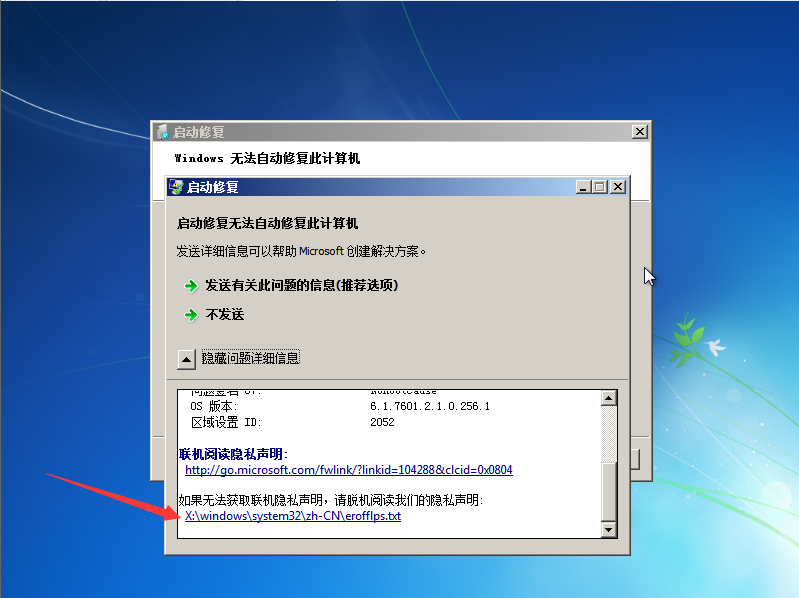 启动修复
Windows 无法自动修复此计算机
启动修复
启动修复无法自动修复此计算机
发送详细信息可以帮助 Microsoft 创建解决方案。
发送有关此问题的信息(推荐选项)
不发送
隐藏问题详细信息
OS 版本: 6.1.7601.2.1.0.256.1
区域设置 ID: 2052
联机阅读隐私声明:
http://go.microsoft.com/fwlink/?linkid=104288&clcid=0x0804
如果无法获取联机隐私声明，请脱机阅读我们的隐私声明:
X:\windows\system32\zh-CN\erofflps.txt